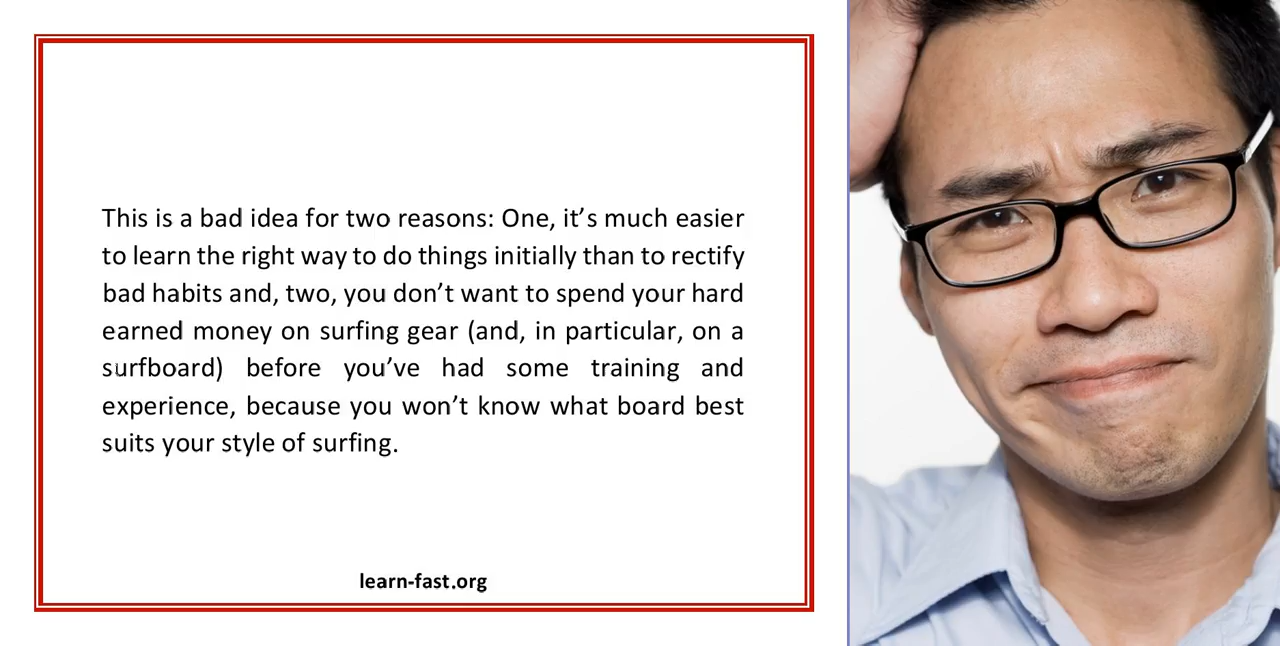 This is a bad idea for two reasons: One, it’s much easier
to learn the right way to do things initially than to rectify
bad habits and, two, you don’t want to spend your hard
earned money on surfing gear (and, in particular, on a
surfboard) before you’ve had some training and
experience, because you won’t know what board best
suits your style of surfing.
learn-fast.org